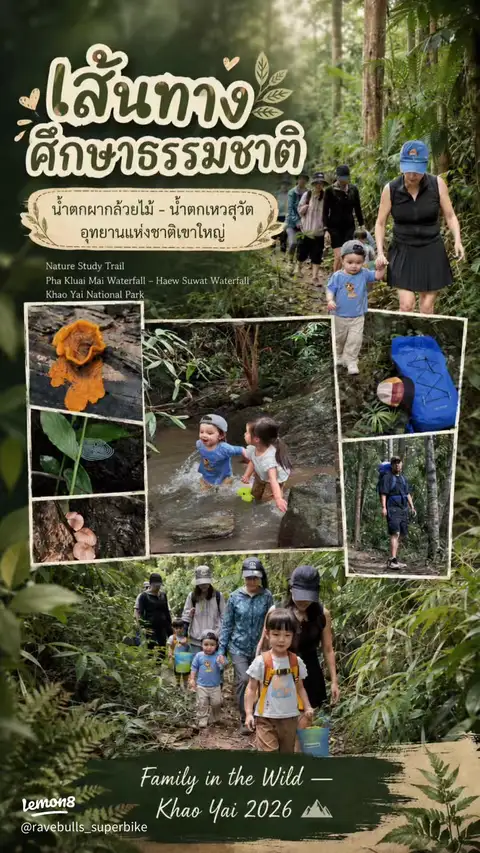 เส้นทาง
ศึกษาธรรมชาติ
น้ำตกผากล้วยไม้ - น้ำตกเหวสุวัต
อุทยานแห่งชาติเขาใหญ่
Nature Study Trail
Pha Kluai Mai Waterfall – Haew Suwat Waterfall
Khao Yai National Park
Family in the Wild —
Khao Yai 2026
lemon8
@ravebulls_superbike